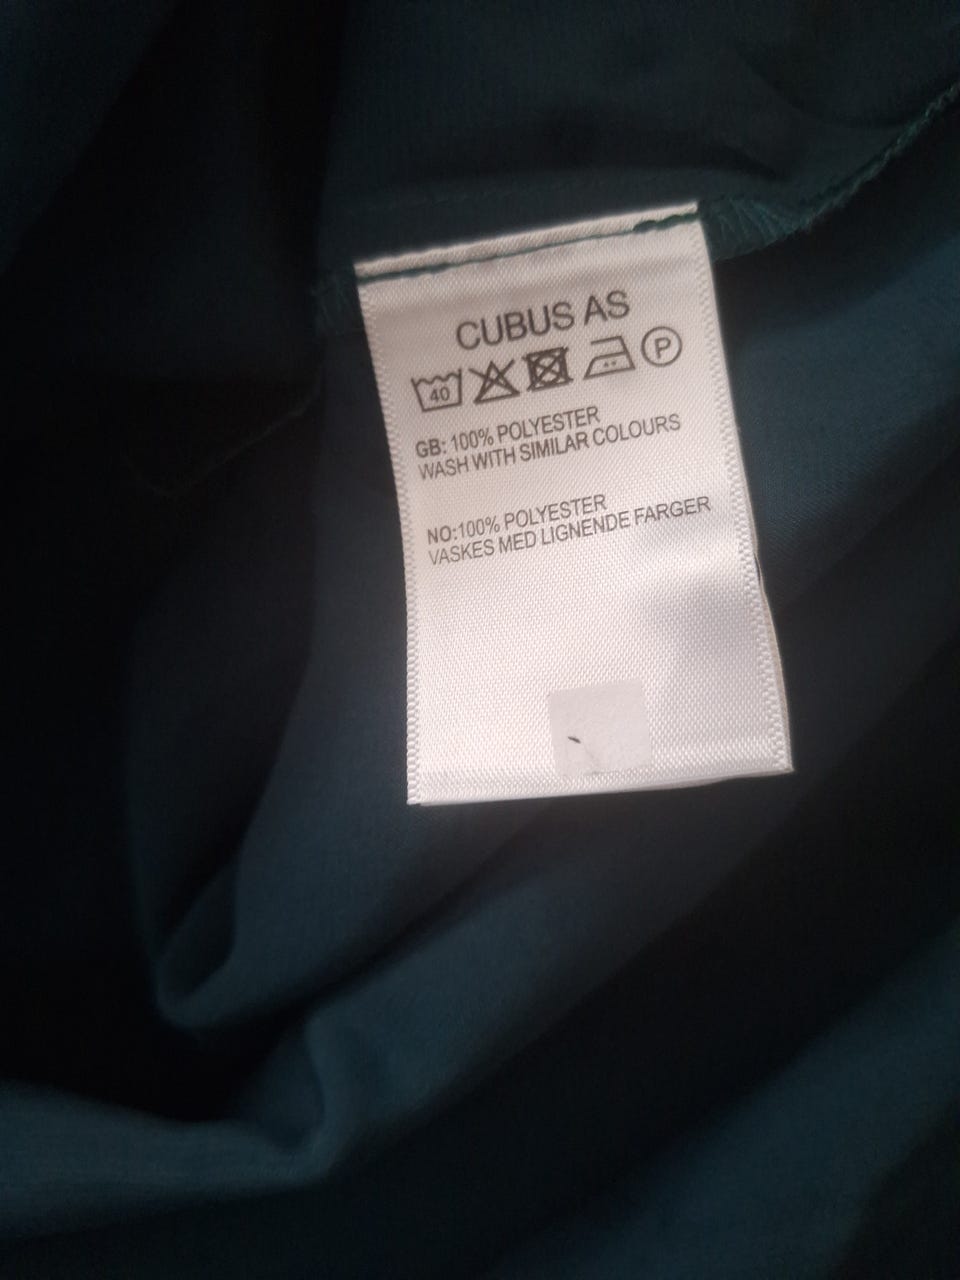 CUBUS AS
40 P
GB: 100% POLYESTER
WASH WITH SIMILAR COLOURS
NO:100% POLYESTER
VASKES MED LIGNENDE FARGER